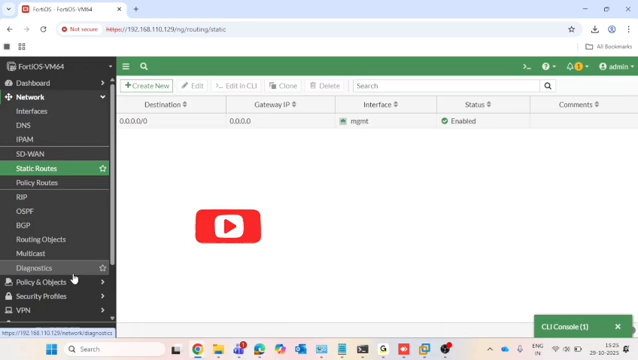 FortiOS-VM64
Not secure
https://192.168.110.129/ng/routing/static
All Bookmarks
FortiOS-VM64
admin
Dashboard
Network
Interfaces
DNS
IPAM
SD-WAN
Static Routes
Policy Routes
RIP
OSPF
BGP
Routing Objects
Multicast
Diagnostics
Policy & Objects
Security Profiles
VPN
+Create New
Edit
Edit in CLI
Clone
Delete
Search
Destination
Gateway IP
Interface
Status
Comments
0.0.0.0/0
0.0.0.0
mgmt
Enabled
CLI Console (1)
https://192.168.110.129/network/diagnostics
Search
ENG
IN
15:25
29-10-2025